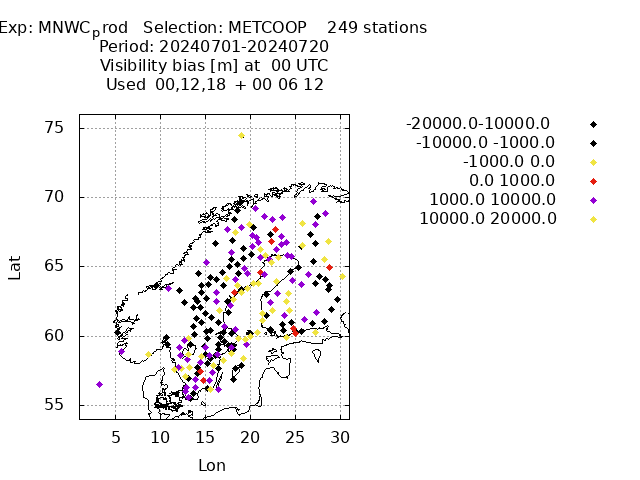 Exp: MNWCprod   Selection: METCOOP    249 stations
Period: 20240701-20240720
Visibility bias [m] at  00 UTC
Used  00,12,18  + 00 06 12
-20000.0-10000.0
-10000.0 -1000.0
-1000.0 0.0
0.0 1000.0
1000.0 10000.0
10000.0 20000.0
75
70
65
60
55
Lat
5 10 15 20 25 30
Lon